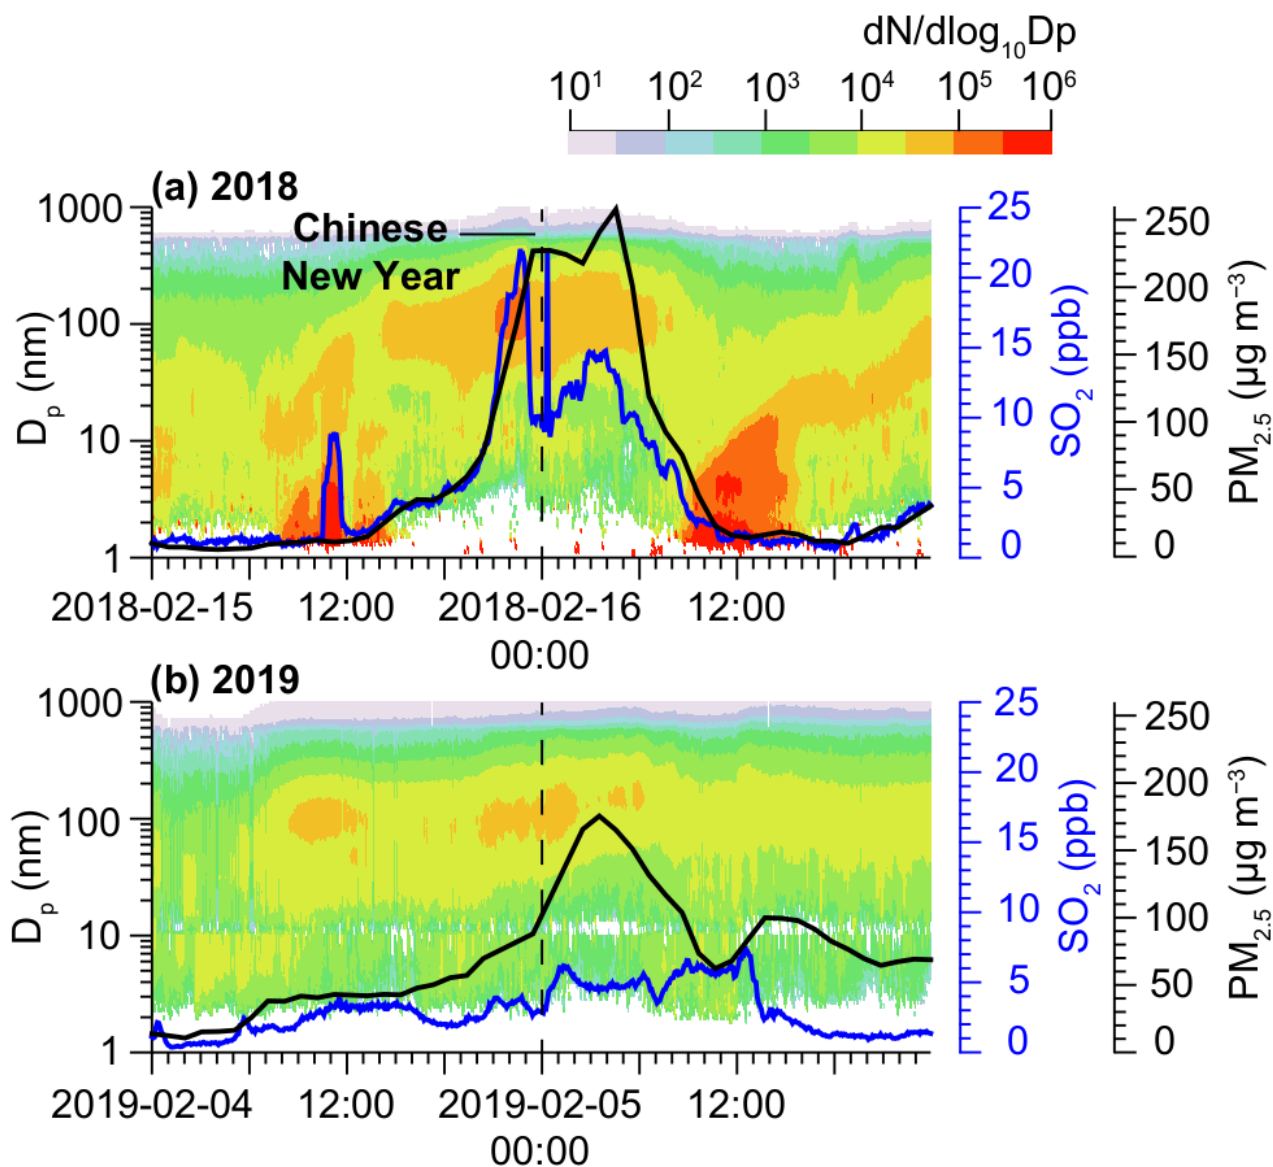 dN/dlog₁₀Dp
10¹ 10² 10³ 10⁴ 10⁵ 10⁶
(a) 2018
Chinese
New Year
1000
100
10
1
Dₚ (nm)
25
20
15
10
5
0
SO₂ (ppb)
250
200
150
100
50
0
PM₂.₅ (µg m⁻³)
2018-02-15 12:00 2018-02-16 12:00
00:00
(b) 2019
1000
100
10
1
Dₚ (nm)
25
20
15
10
5
0
SO₂ (ppb)
250
200
150
100
50
0
PM₂.₅ (µg m⁻³)
2019-02-04 12:00 2019-02-05 12:00
00:00